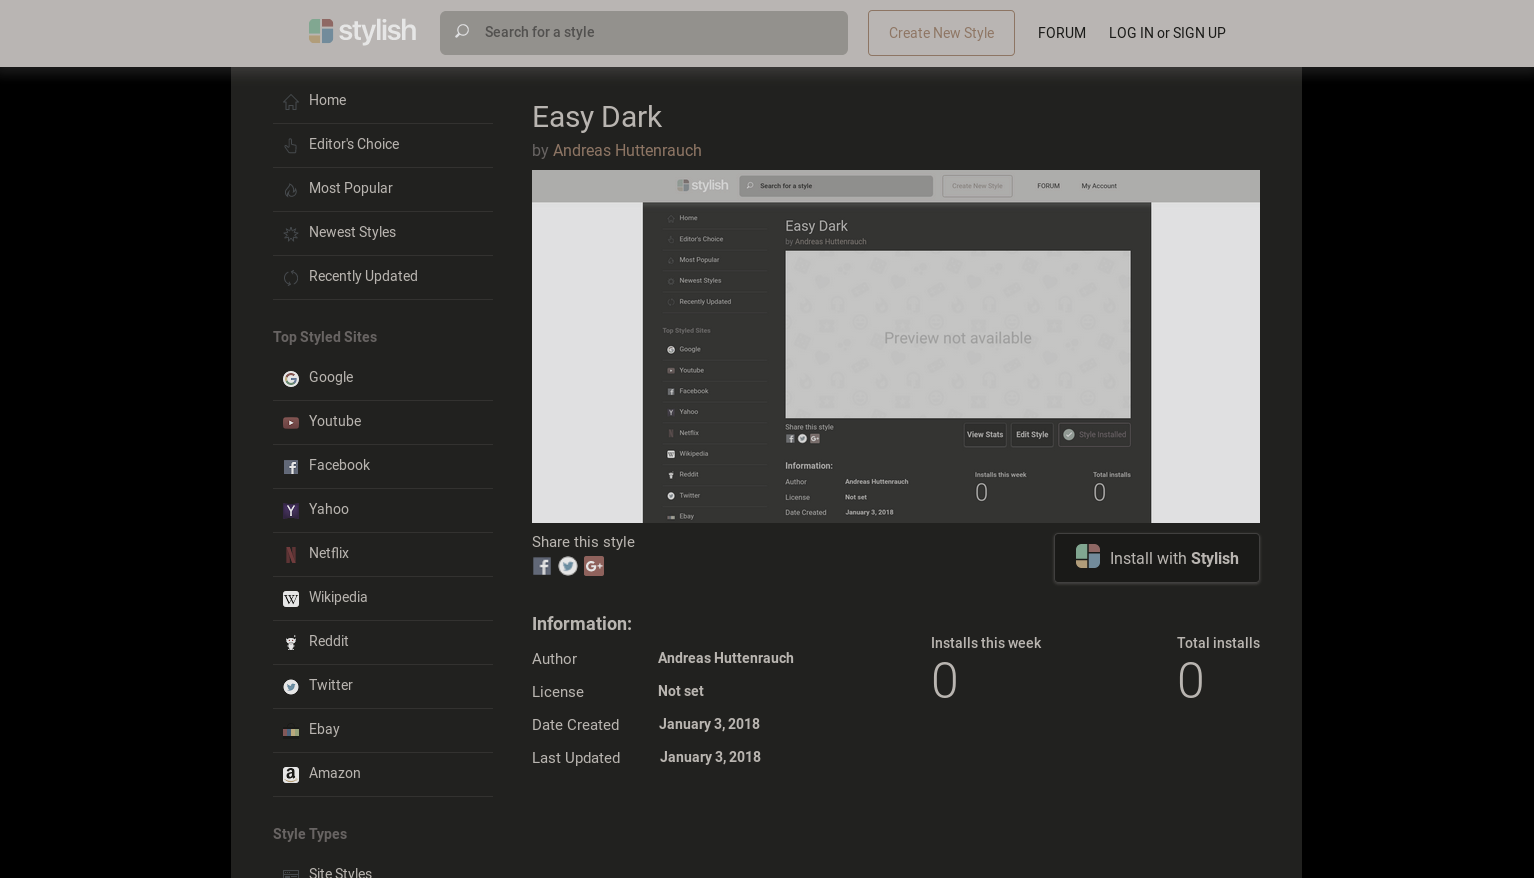 stylish
Search for a style
Create New Style
FORUM
LOG IN or SIGN UP
Home
Editor's Choice
Most Popular
Newest Styles
Recently Updated
Top Styled Sites
Google
Youtube
Facebook
Yahoo
Netflix
Wikipedia
Reddit
Twitter
Ebay
Amazon
Style Types
Site Styles
Easy Dark
by Andreas Huttenrauch
stylish
Search for a style
Create New Style
FORUM
My Account
Home
Editor's Choice
Most Popular
Newest Styles
Recently Updated
Top Styled Sites
Google
Youtube
Facebook
Yahoo
Netflix
Wikipedia
Reddit
Twitter
Ebay
Easy Dark
by Andreas Huttenrauch
Preview not available
Share this style
View Stats
Edit Style
Style Installed
Information:
Author Andreas Huttenrauch
License Not set
Date Created January 3, 2018
Installs this week
0
Total installs
0
Share this style
Install with Stylish
Information:
Author Andreas Huttenrauch
License Not set
Date Created January 3, 2018
Last Updated January 3, 2018
Installs this week
0
Total installs
0